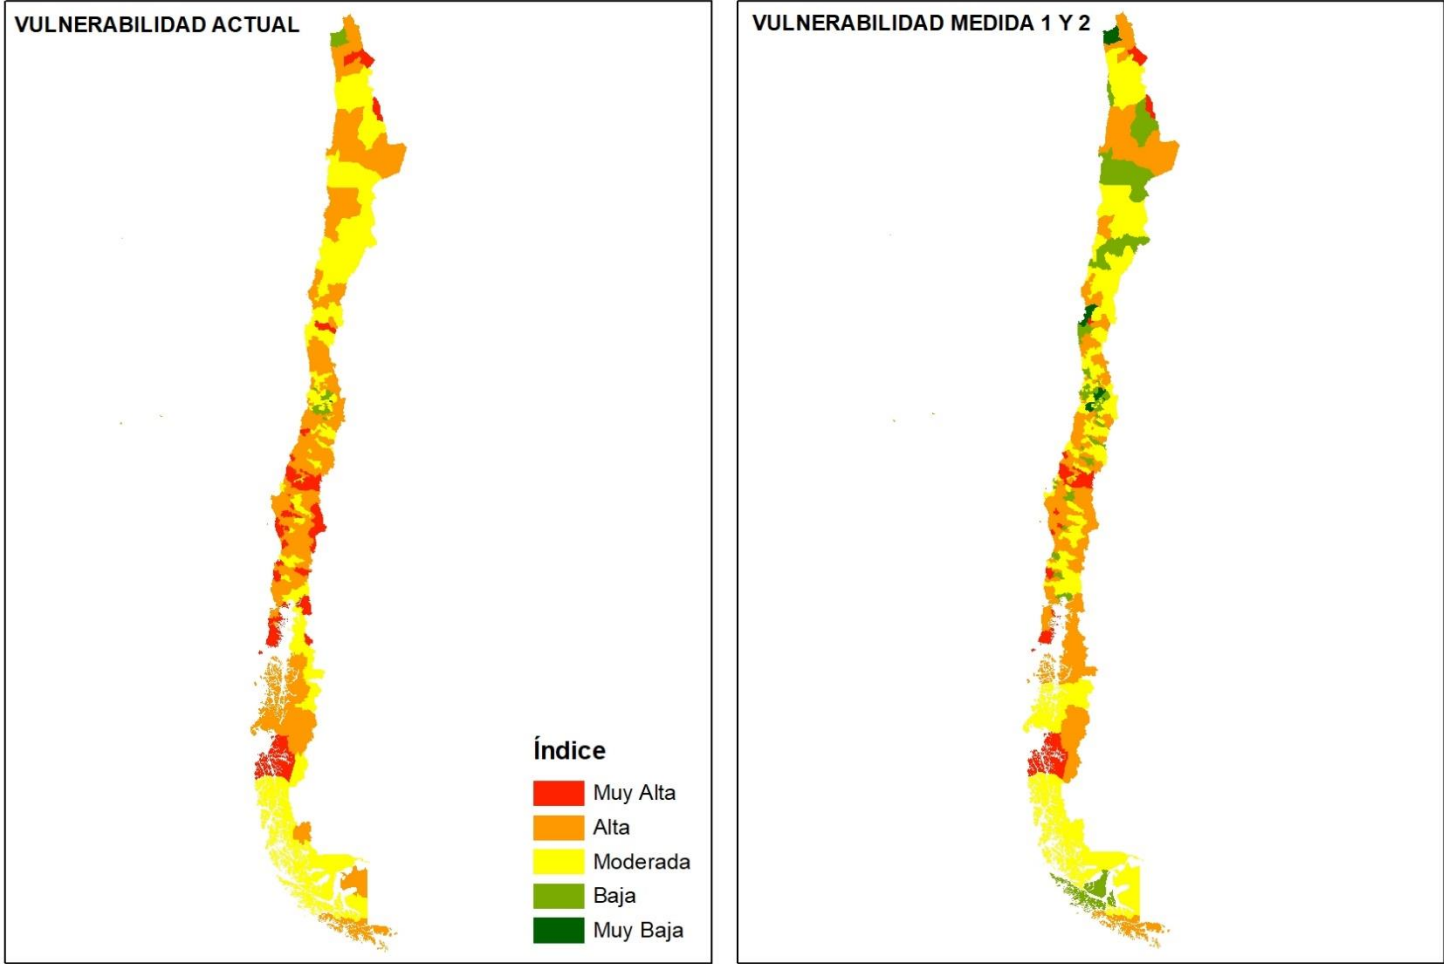 VULNERABILIDAD ACTUAL
VULNERABILIDAD MEDIDA 1 Y 2
Índice
Muy Alta
Alta
Moderada
Baja
Muy Baja